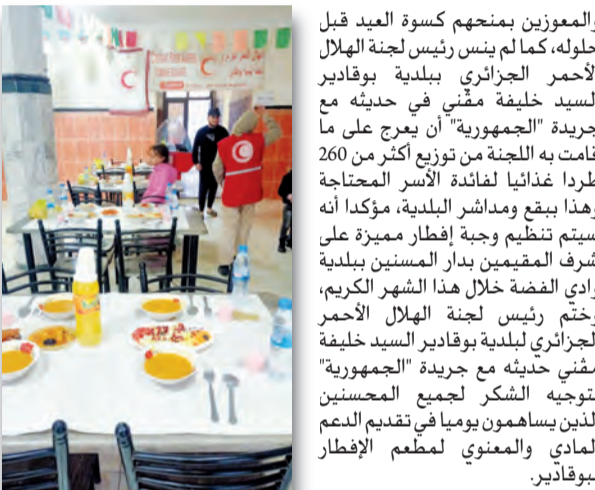 والمعوزين بمنحهم كسوة العيد قبل
حلوله، كما لم ينس رئيس لجنة الهلال
الأحمر الجزائري ببلدية بوقادير
السيد خليفة مڨني في حديثه مع
جريدة "الجمهورية" أن يعرج على ما
قامت به اللجنة من توزيع أكثر من 260
طردا غذائيا لفائدة الأسر المحتاجة
وهذا ببقع ومداشر البلدية، مؤكدا أنه
سيتم تنظيم وجبة إفطار مميزة على
شرف المقيمين بدار المسنين ببلدية
وادي الفضة خلال هذا الشهر الكريم،
وختم رئيس لجنة الهلال الأحمر
الجزائري لبلدية بوقادير السيد خليفة
مڨني حديثه مع جريدة "الجمهورية"
بتوجيه الشكر لجميع المحسنين
الذين يساهمون يوميا في تقديم الدعم
المادي والمعنوي لمطعم الإفطار
ببوقادير.